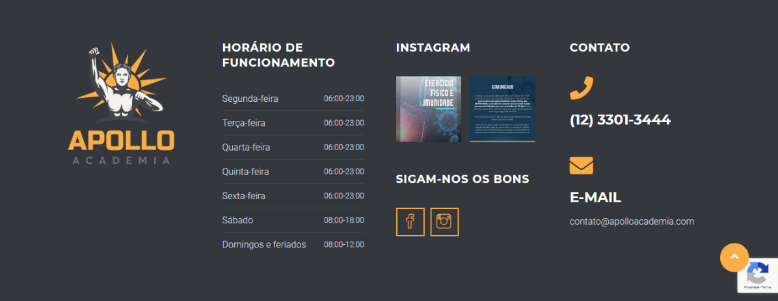 APOLLO
ACADEMIA
HORÁRIO DE
FUNCIONAMENTO
Segunda-feira 06:00-23:00
Terça-feira 06:00-23:00
Quarta-feira 06:00-23:00
Quinta-feira 06:00-23:00
Sexta-feira 06:00-23:00
Sábado 08:00-18:00
Domingos e feriados 08:00-12:00
INSTAGRAM
EXERCÍCIO
FÍSICO E
IMUNIDADE
COMUNICADO
SIGAM-NOS OS BONS
CONTATO
(12) 3301-3444
E-MAIL
contato@apolloacademia.com